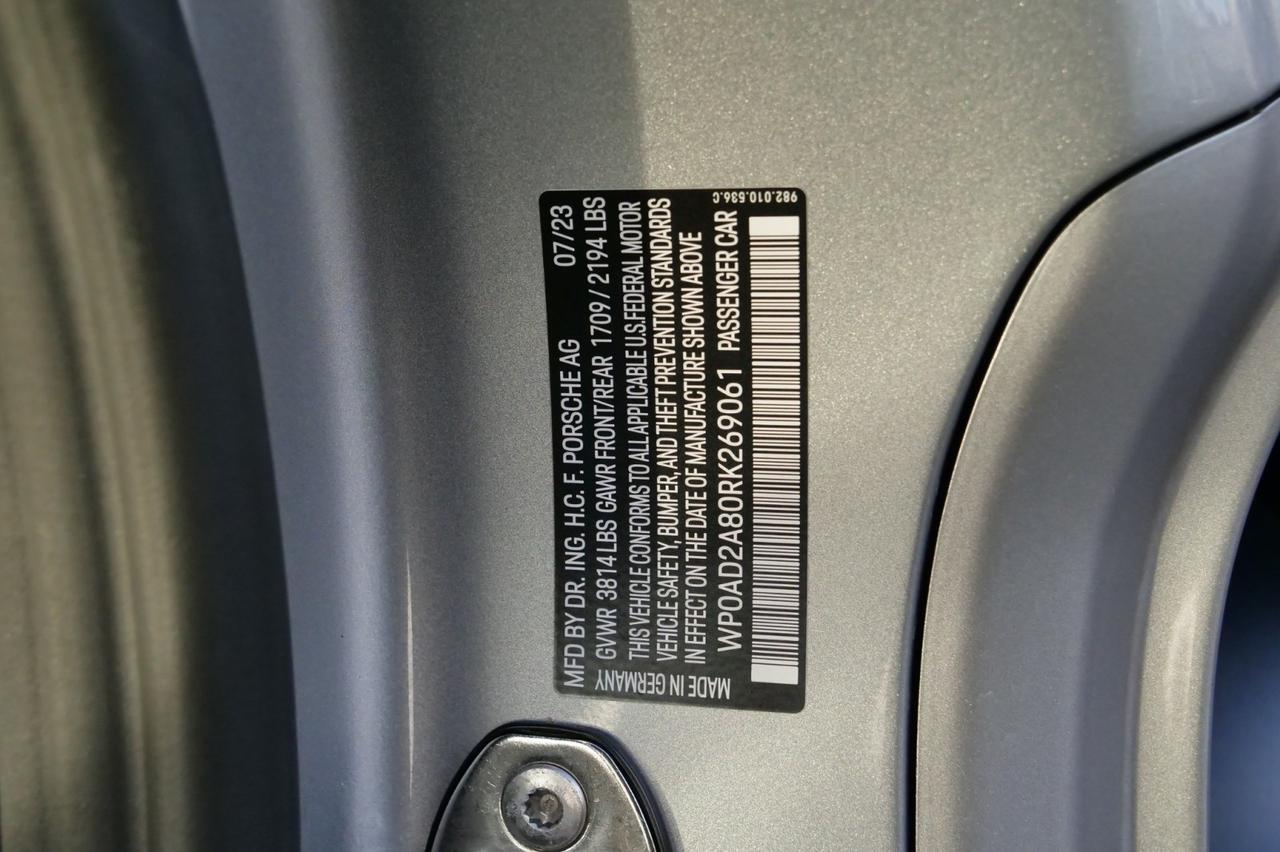 MFD BY DR. ING. H.C. F. PORSCHE AG 07/23
GVWR 3814 LBS GAWR FRONT/REAR 1709 / 2194 LBS
THIS VEHICLE CONFORMS TO ALL APPLICABLE U.S. FEDERAL MOTOR
VEHICLE SAFETY, BUMPER, AND THEFT PREVENTION STANDARDS
IN EFFECT ON THE DATE OF MANUFACTURE SHOWN ABOVE
WP0AD2A80RK269061 PASSENGER CAR
MADE IN GERMANY
982.010.536.C